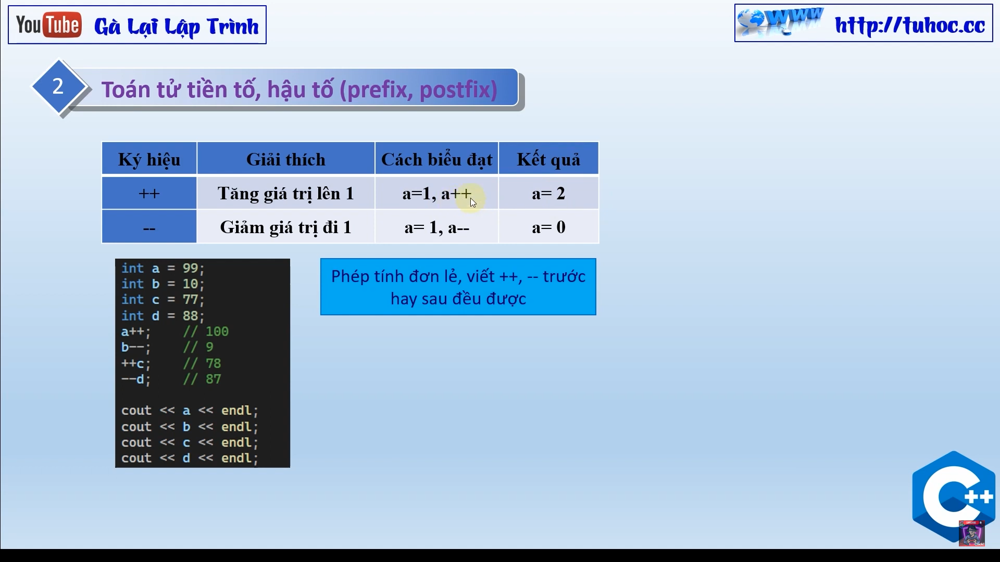 YouTube Gà Lại Lập Trình
www http://tuhoc.cc
2 Toán tử tiền tố, hậu tố (prefix, postfix)
Ký hiệu Giải thích Cách biểu đạt Kết quả
++ Tăng giá trị lên 1 a=1, a++ a= 2
-- Giảm giá trị đi 1 a= 1, a-- a= 0
int a = 99;
int b = 10;
int c = 77;
int d = 88;
a++; // 100
b--; // 9
++c; // 78
--d; // 87
cout << a << endl;
cout << b << endl;
cout << c << endl;
cout << d << endl;
Phép tính đơn lẻ, viết ++, -- trước
hay sau đều được
C++